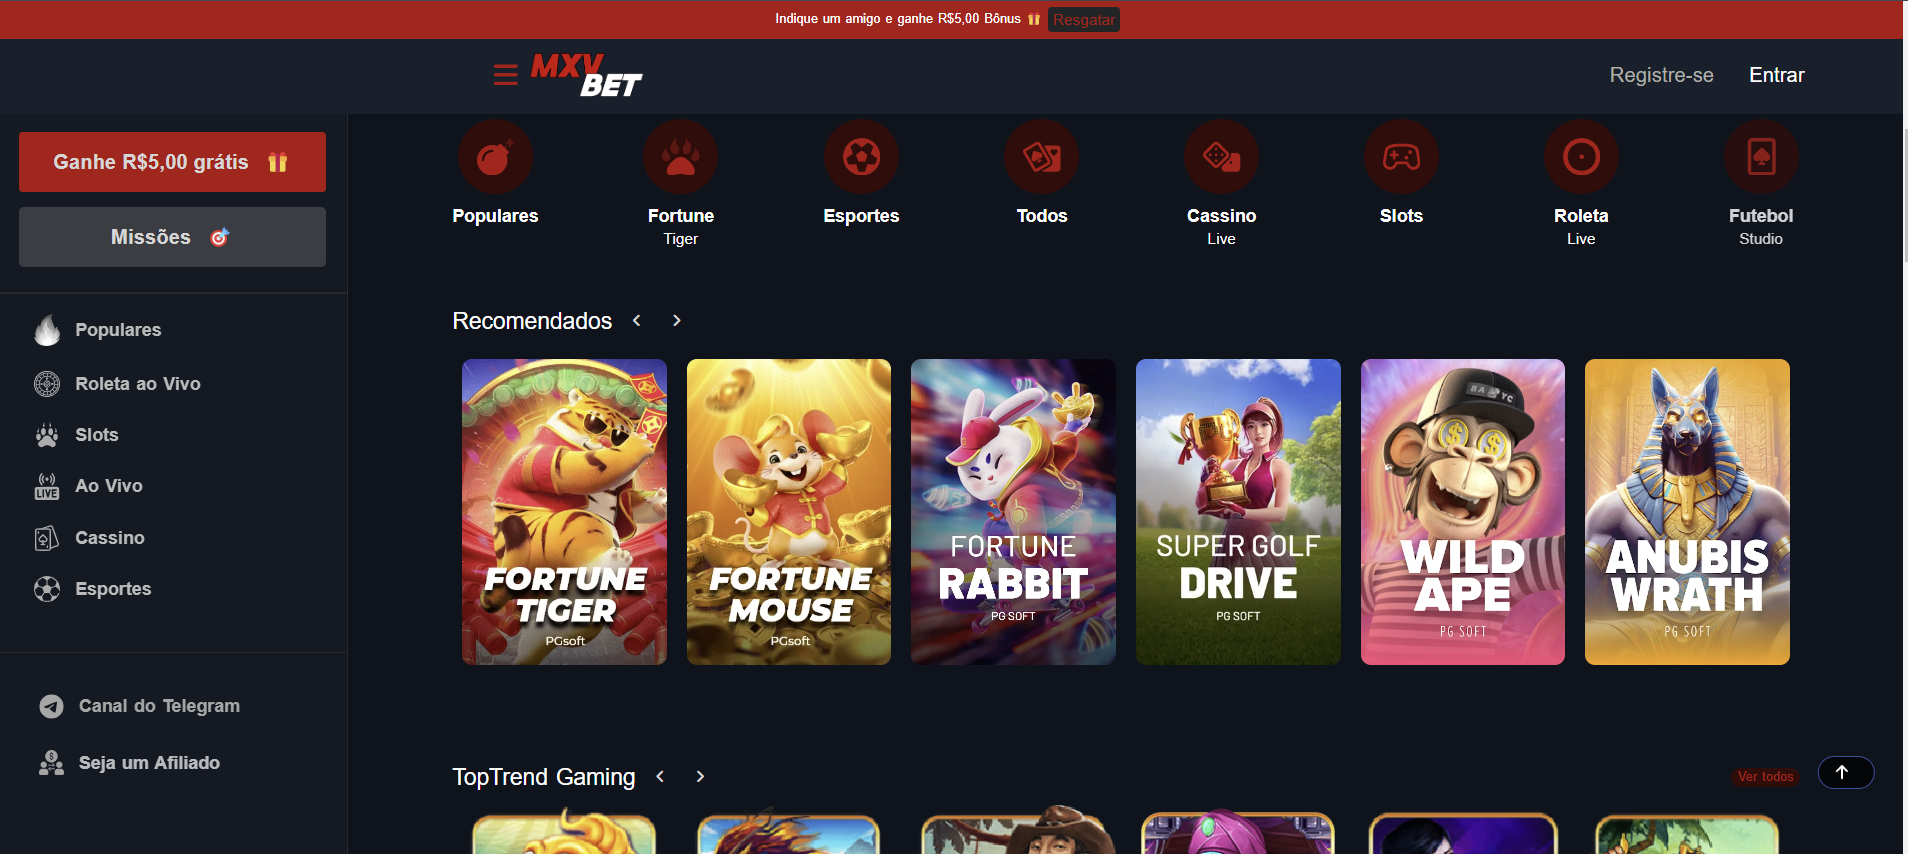 Indique um amigo e ganhe R$5,00 Bônus Resgatar
MXV
BET
Registre-se Entrar
Ganhe R$5,00 grátis
Missões
Populares
Roleta ao Vivo
Slots
LIVE
Ao Vivo
Cassino
Esportes
Canal do Telegram
Seja um Afiliado
Populares
Fortune
Tiger
Esportes
Todos
Cassino
Live
Slots
Roleta
Live
Futebol
Studio
Recomendados
FORTUNE
TIGER
PGsoft
FORTUNE
MOUSE
PGsoft
FORTUNE
RABBIT
PG SOFT
SUPER GOLF
DRIVE
PG SOFT
WILD
APE
PG SOFT
ANUBIS
WRATH
PG SOFT
TopTrend Gaming
Ver todos